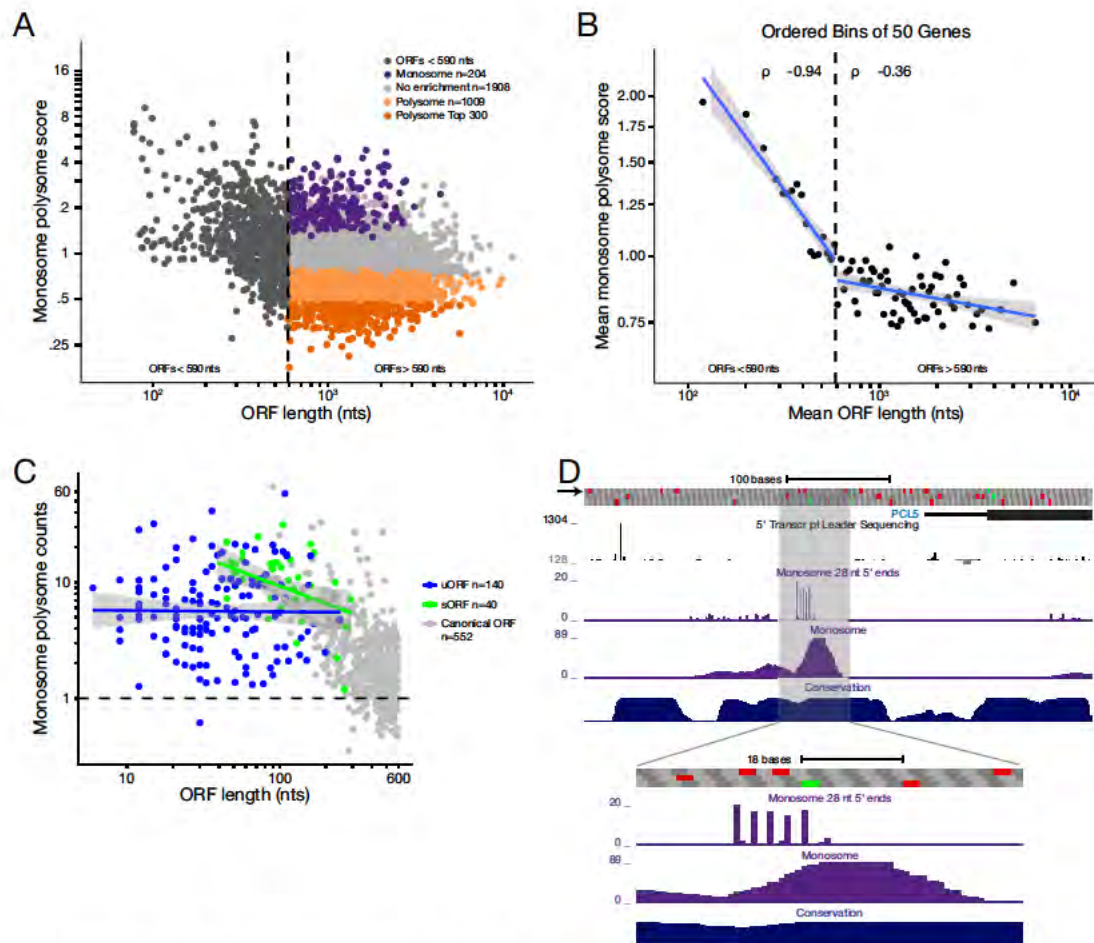 A
Monosome polysome score
16
8
4
2
1
.5
.25
ORFs < 590 nts
Monosome n=204
No enrichment n=1908
Polysome n=1009
Polysome Top 300
ORFs < 590 nts
ORFs > 590 nts
10²
10³
10⁴
ORF length (nts)
B
Ordered Bins of 50 Genes
ρ -0.94
ρ -0.36
Mean monosome polysome score
2.00
1.75
1.50
1.25
1.00
0.75
ORFs < 590 nts
ORFs > 590 nts
10²
10³
10⁴
Mean ORF length (nts)
C
Monosome polysome counts
60
10
1
uORF n=140
sORF n=40
Canonical ORF
n=552
10
100
600
ORF length (nts)
D
100 bases
PCL5
5' Transcr pt Leader Sequencing
1304
128
Monosome 28 nt 5' ends
20
0
Monosome
89
0
Conservation
18 bases
Monosome 28 nt 5' ends
20
0
Monosome
89
0
Conservation